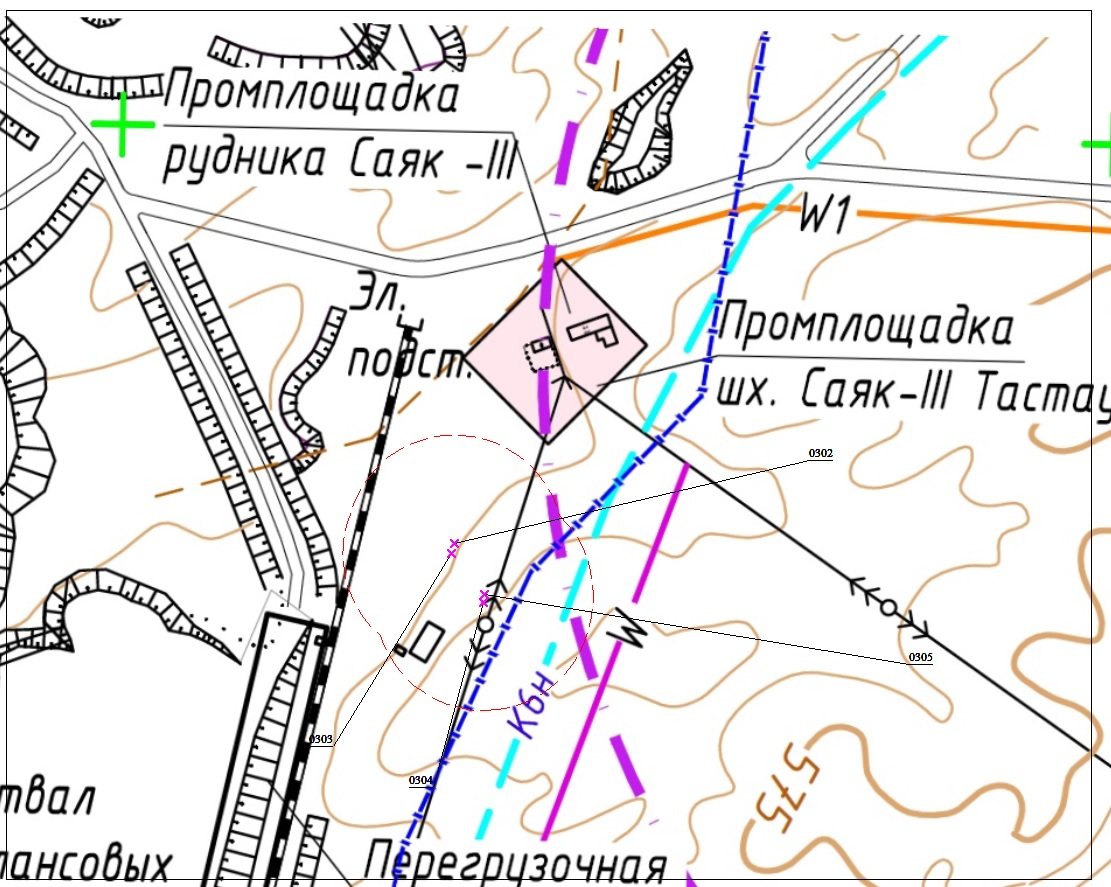 Промплощадка
рудника Саяк -III
W1
Эл.
подст.
Промплощадка
шх. Саяк-III Тастау
0302
W
0305
К6н
0303
0304
575
твал
лансовых
Перегрузочная